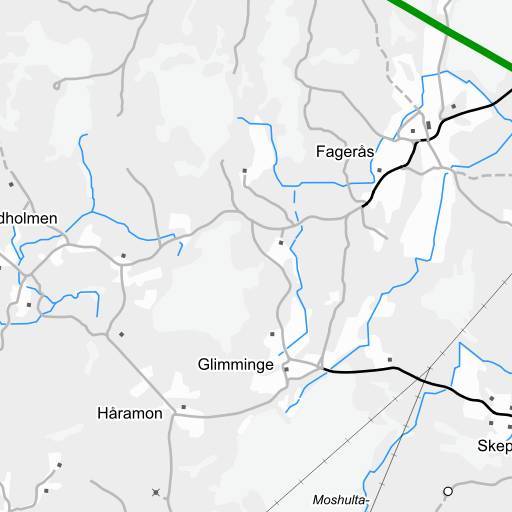 Fagerås
dholmen
Glimminge
Håramon
Skep
Moshulta-